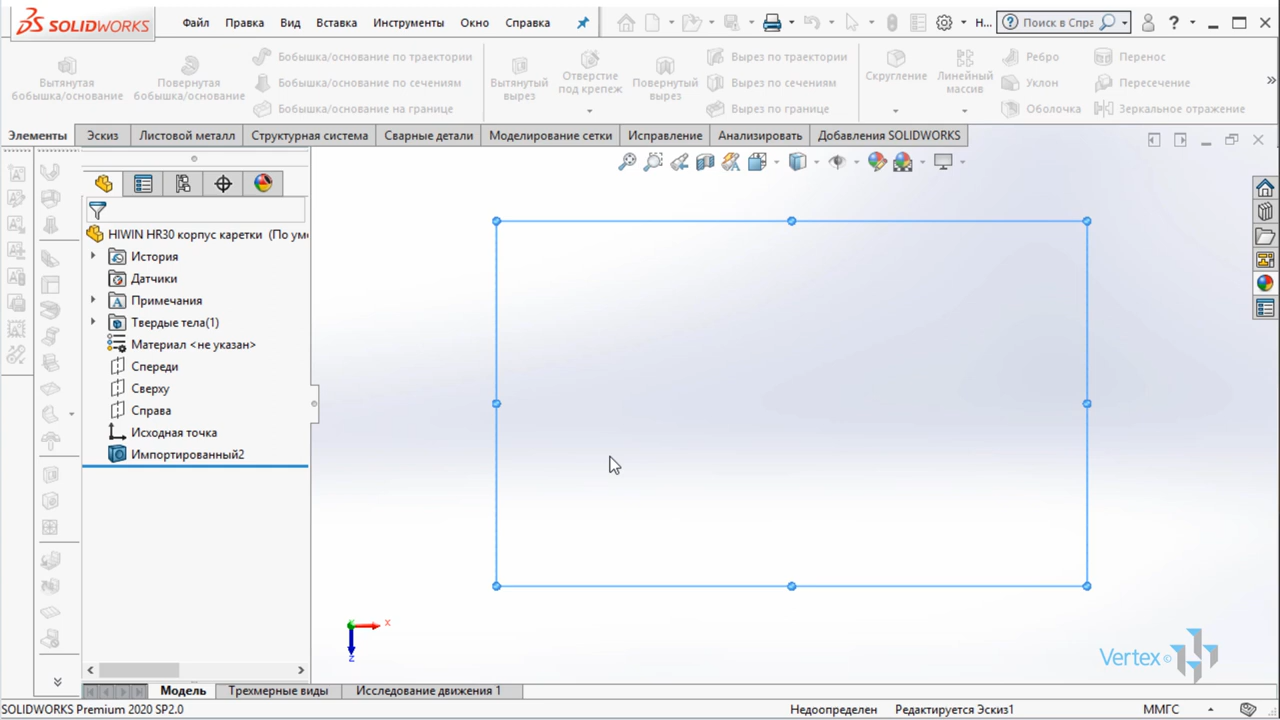 SOLIDWORKS
Файл Правка Вид Вставка Инструменты Окно Справка
Н...
Поиск в Спра
?
Вытянутая бобышка/основание
Повернутая бобышка/основание
Бобышка/основание по траектории
Бобышка/основание по сечениям
Бобышка/основание на границе
Вытянутый вырез
Отверстие под крепеж
Повернутый вырез
Вырез по траектории
Вырез по сечениям
Вырез по границе
Скругление
Линейный массив
Ребро
Уклон
Оболочка
Перенос
Пересечение
Зеркальное отражение
Элементы Эскиз Листовой металл Структурная система Сварные детали Моделирование сетки Исправление Анализировать Добавления SOLIDWORKS
HIWIN HR30 корпус каретки (По ум
История
Датчики
Примечания
Твердые тела(1)
Материал <не указан>
Спереди
Сверху
Справа
Исходная точка
Импортированный2
x
z
Vertex©
Модель Трехмерные виды Исследование движения 1
SOLIDWORKS Premium 2020 SP2.0
Недоопределен Редактируется Эскиз1 ММГС